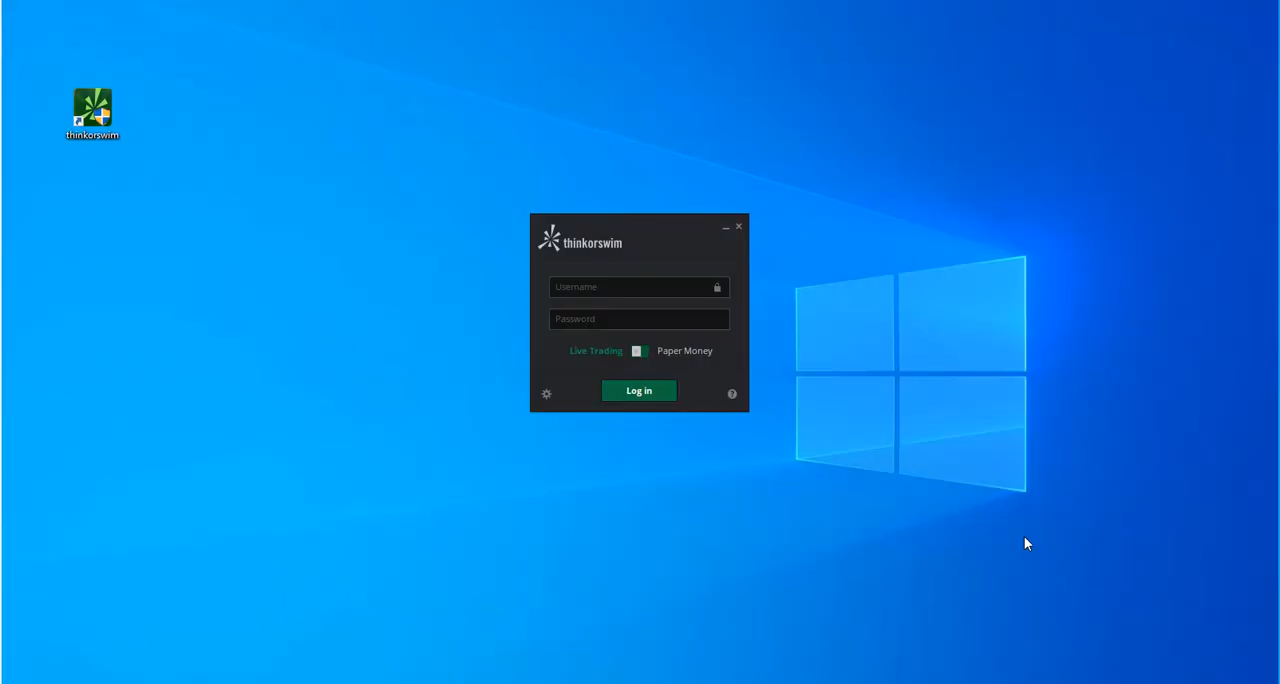 thinkorswim
thinkorswim
Username
Password
Live Trading Paper Money
Log in
?